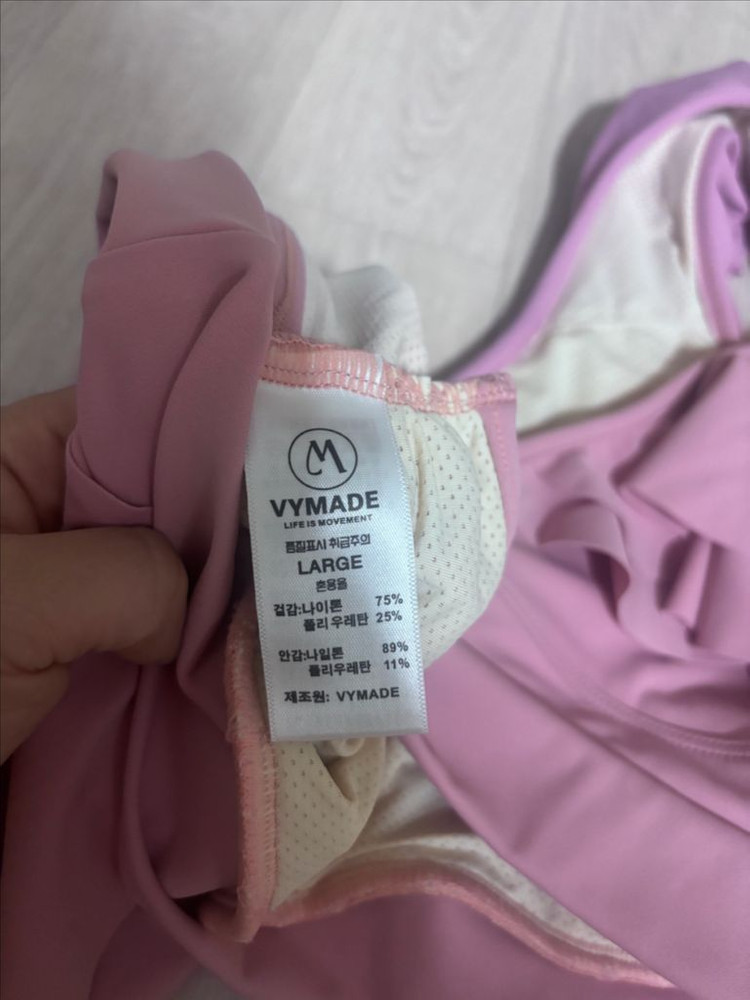 M
VYMADE
LIFE IS MOVEMENT
품질표시 취급주의
LARGE
혼용율
겉감:나이론 75%
폴리우레탄 25%
안감:나일론 89%
폴리우레탄 11%
제조원: VYMADE